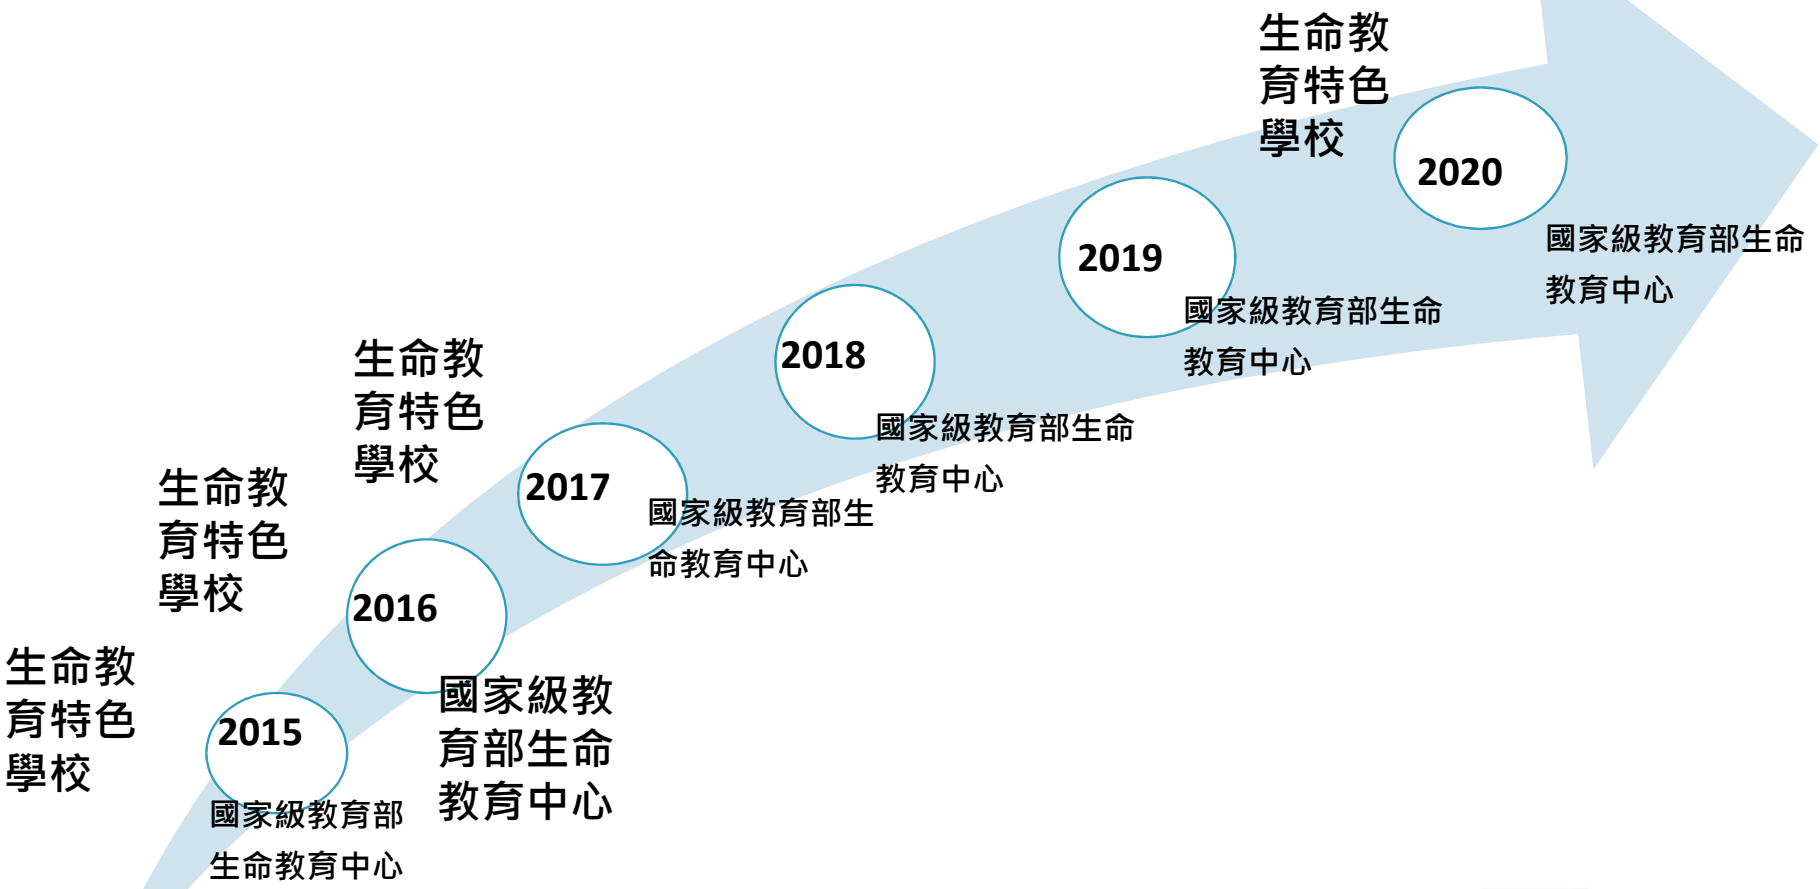 生命教
育特色
學校
2020
國家級教育部生命
教育中心
2019
國家級教育部生命
教育中心
2018
國家級教育部生命
教育中心
生命教
育特色
學校
2017
國家級教育部生
命教育中心
生命教
育特色
學校
2016
國家級教
育部生命
教育中心
生命教
育特色
學校
2015
國家級教育部
生命教育中心